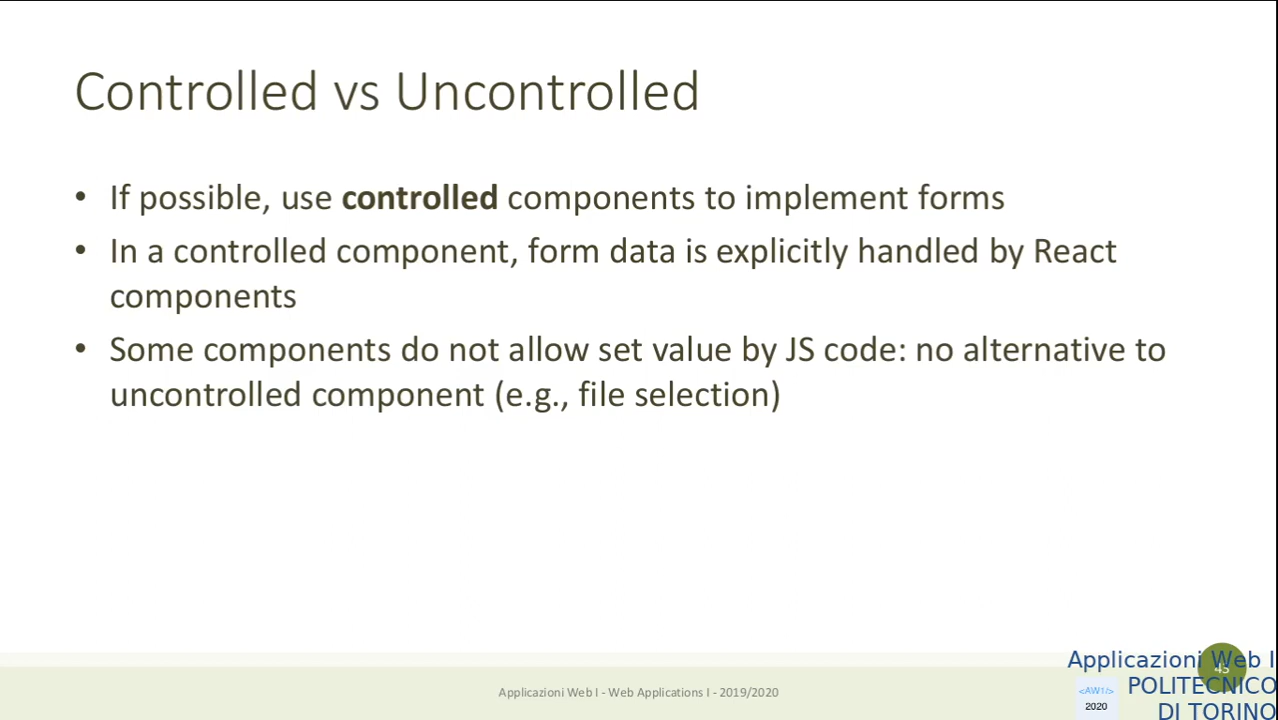 Controlled vs Uncontrolled
• If possible, use controlled components to implement forms
• In a controlled component, form data is explicitly handled by React
components
• Some components do not allow set value by JS code: no alternative to
uncontrolled component (e.g., file selection)
Applicazioni Web I - Web Applications I - 2019/2020
Applicazioni Web I
POLITECNICO
DI TORINO
<AW1/>
2020